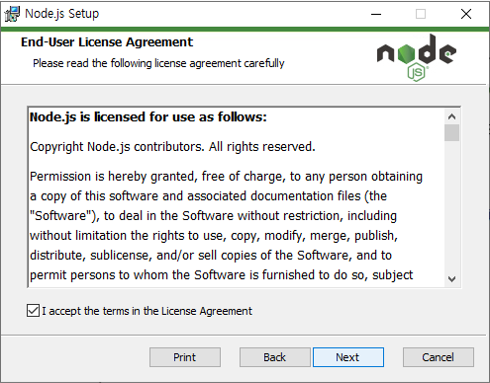 Node.js Setup
End-User License Agreement
Please read the following license agreement carefully
node
JS
Node.js is licensed for use as follows:
Copyright Node.js contributors. All rights reserved.
Permission is hereby granted, free of charge, to any person obtaining
a copy of this software and associated documentation files (the
"Software"), to deal in the Software without restriction, including
without limitation the rights to use, copy, modify, merge, publish,
distribute, sublicense, and/or sell copies of the Software, and to
permit persons to whom the Software is furnished to do so, subject
I accept the terms in the License Agreement
Print
Back
Next
Cancel